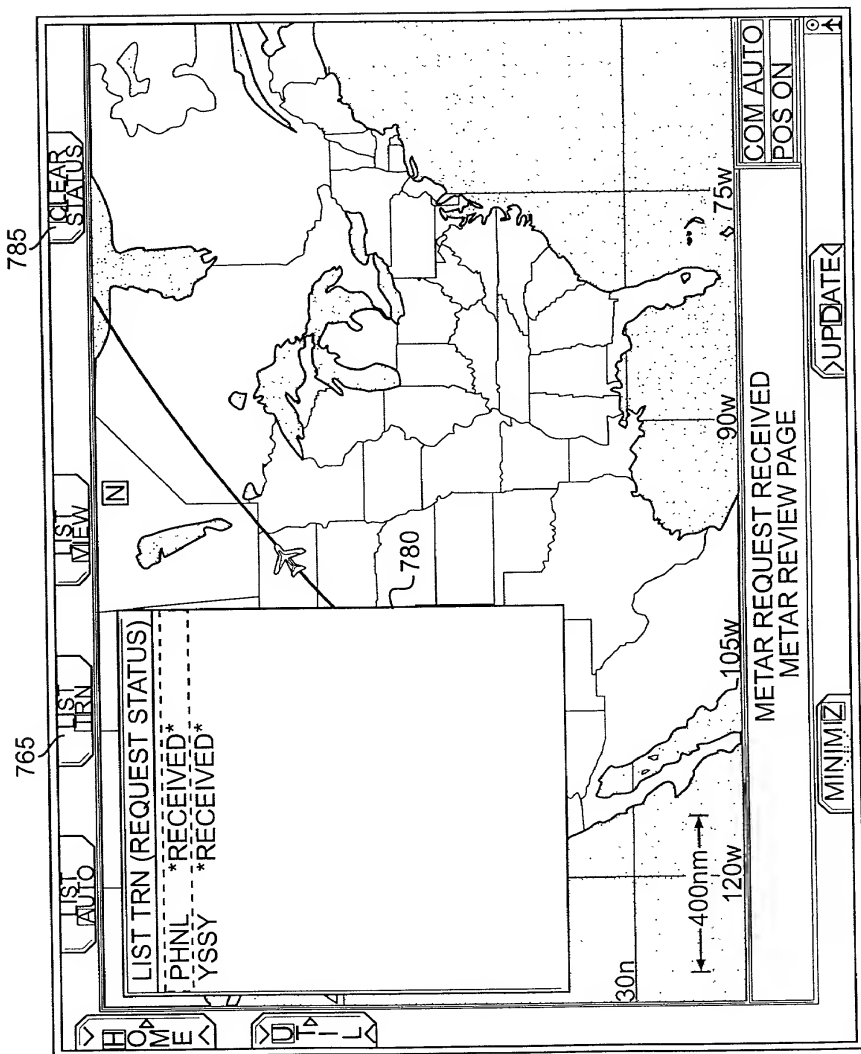 765
785
LIST
AUTO
LIST
TRN
LIST
VIEW
CLEAR
STATUS
HOME
UTIL
N
LIST TRN (REQUEST STATUS)
PHNL *RECEIVED*
YSSY *RECEIVED*
780
30n
400nm
120w
105w
90w
75w
METAR REQUEST RECEIVED
METAR REVIEW PAGE
COM AUTO
POS ON
MINIMIZ
>UPDATE<